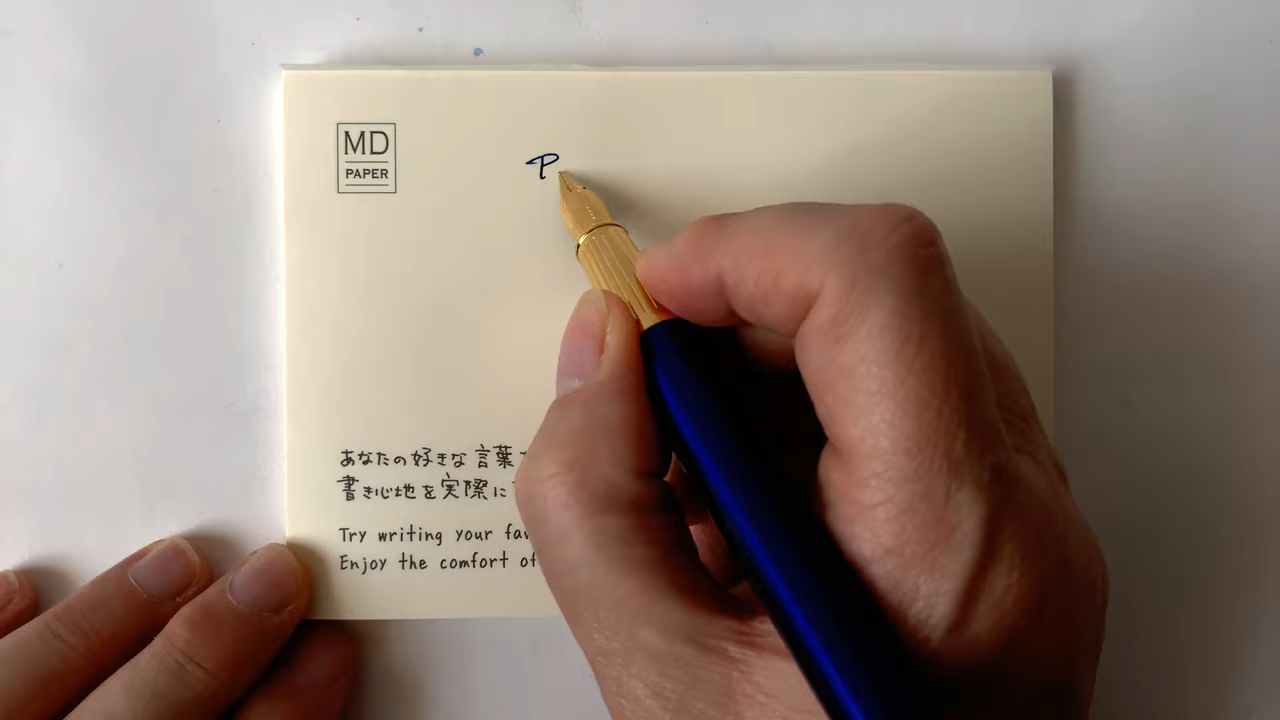 MD
PAPER
P
あなたの好きな言葉
書き心地を実際に
Try writing your fav
Enjoy the comfort of